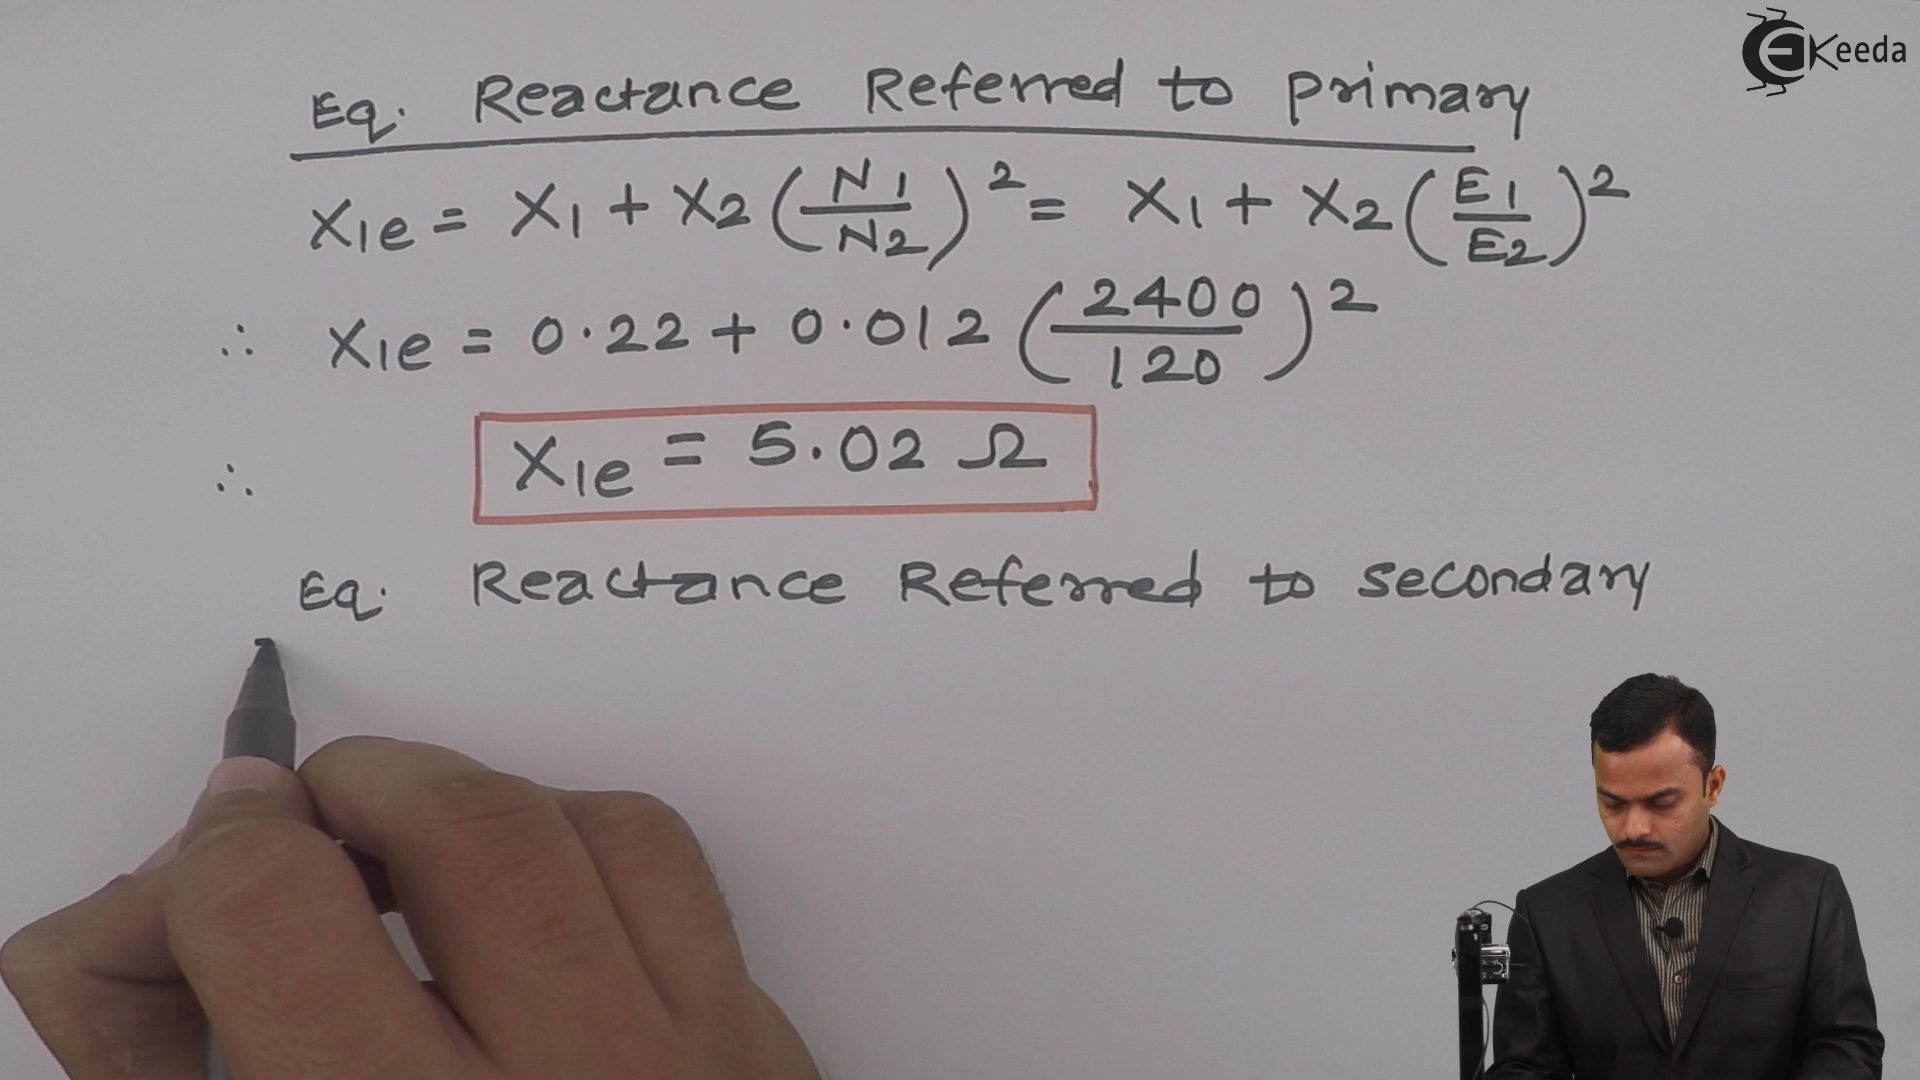 EKeeda
Eq. Reactance Referred to primary
X1e = X1 + X2 (N1/N2)² = X1 + X2 (E1/E2)²
∴ X1e = 0.22 + 0.012 (2400/120)²
∴ X1e = 5.02 Ω
Eq. Reactance Referred to secondary